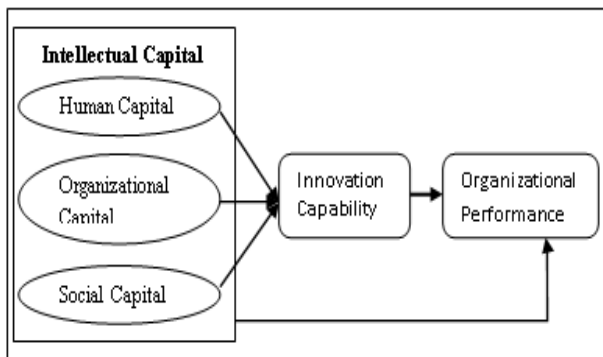 Intellectual Capital
Human Capital
Organizational
Capital
Social Capital
Innovation
Capability
Organizational
Performance